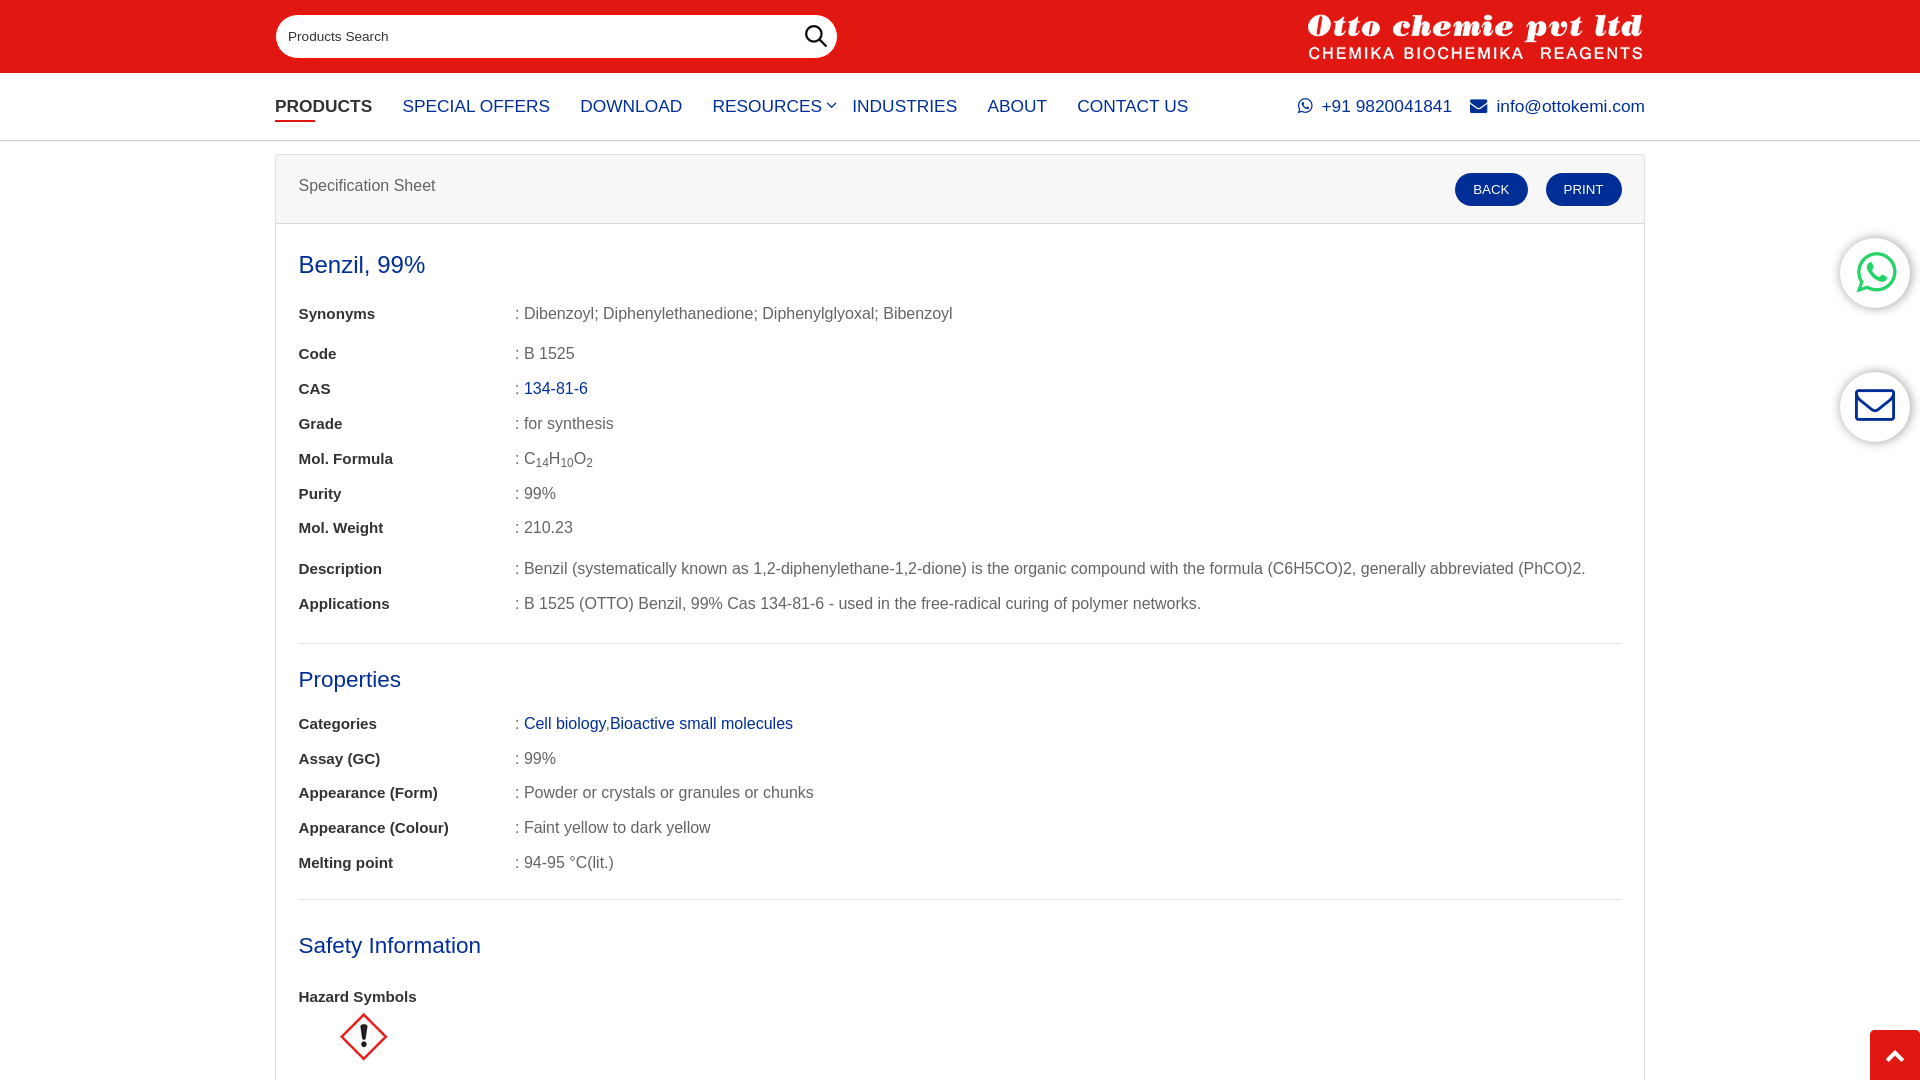 Products Search
Otto chemie pvt ltd
CHEMIKA BIOCHEMIKA REAGENTS
PRODUCTS SPECIAL OFFERS DOWNLOAD RESOURCES INDUSTRIES ABOUT CONTACT US +91 9820041841 info@ottokemi.com
Specification Sheet BACK PRINT
Benzil, 99%
Synonyms : Dibenzoyl; Diphenylethanedione; Diphenylglyoxal; Bibenzoyl
Code : B 1525
CAS : 134-81-6
Grade : for synthesis
Mol. Formula : C₁₄H₁₀O₂
Purity : 99%
Mol. Weight : 210.23
Description : Benzil (systematically known as 1,2-diphenylethane-1,2-dione) is the organic compound with the formula (C6H5CO)2, generally abbreviated (PhCO)2.
Applications : B 1525 (OTTO) Benzil, 99% Cas 134-81-6 - used in the free-radical curing of polymer networks.
Properties
Categories : Cell biology,Bioactive small molecules
Assay (GC) : 99%
Appearance (Form) : Powder or crystals or granules or chunks
Appearance (Colour) : Faint yellow to dark yellow
Melting point : 94-95 °C(lit.)
Safety Information
Hazard Symbols